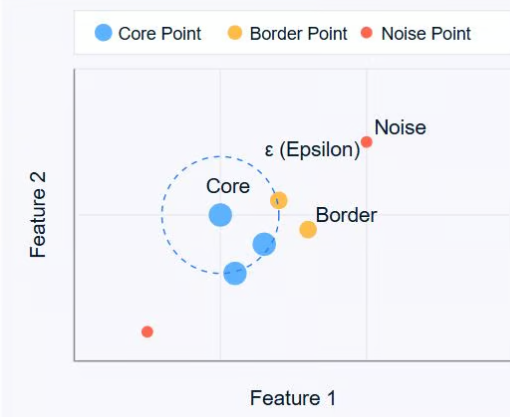 Core Point Border Point Noise Point
Noise
ε (Epsilon)
Core
Border
Feature 2
Feature 1